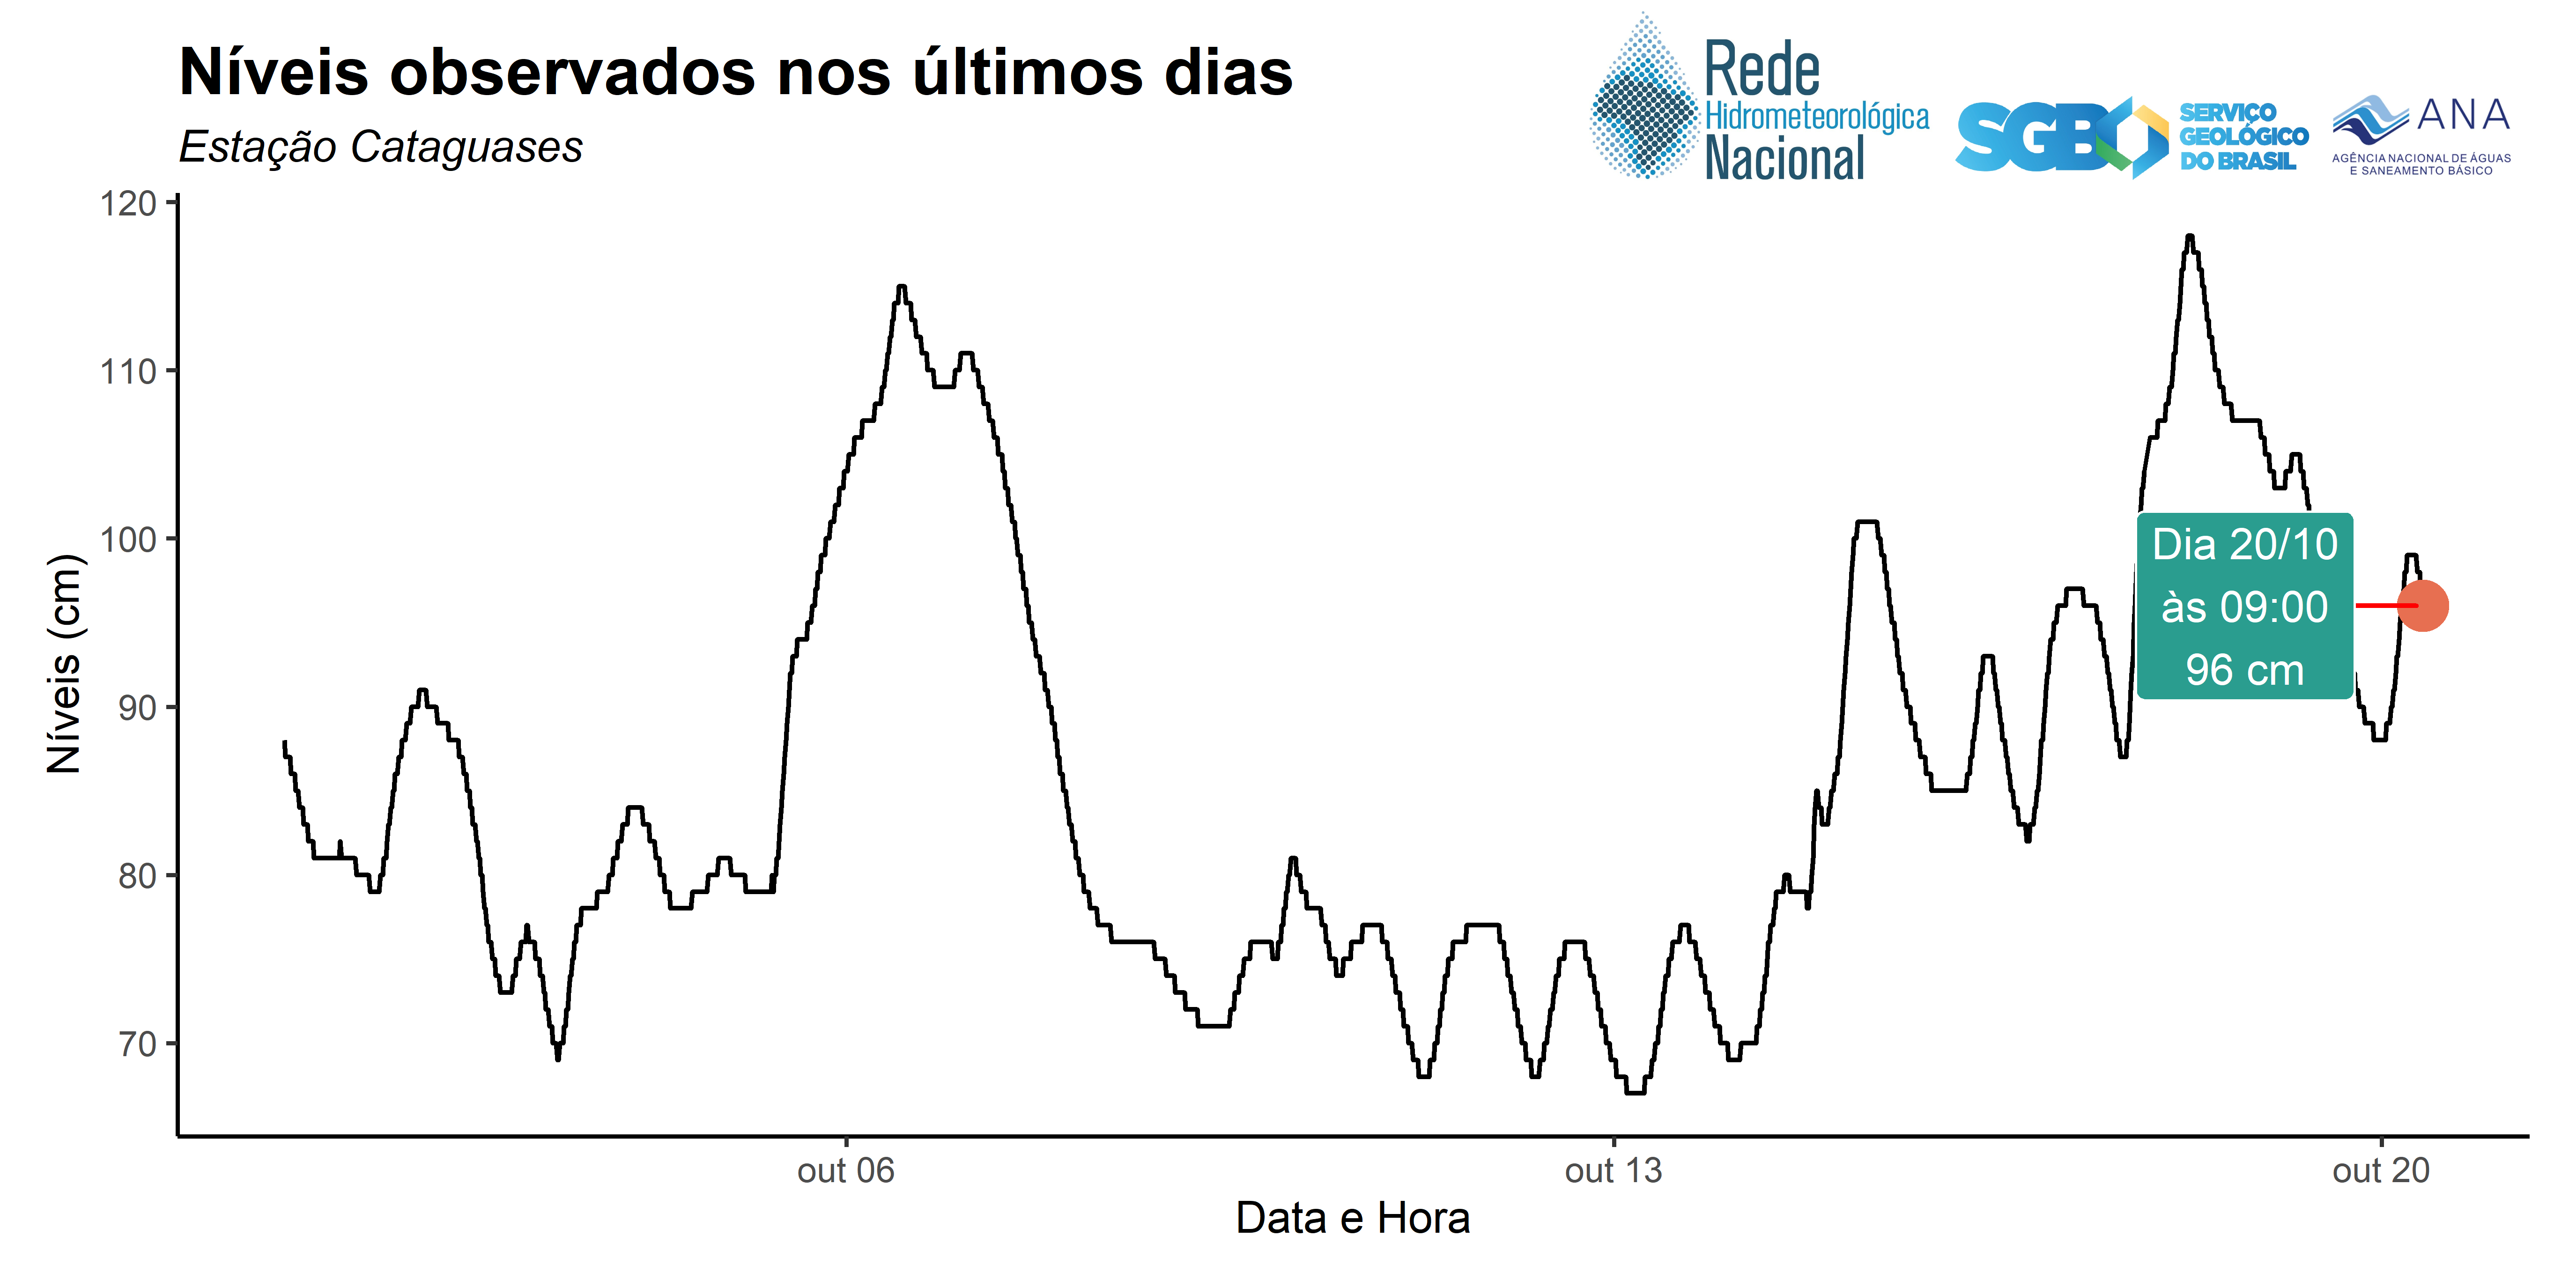 Níveis observados nos últimos dias
Estação Cataguases
Rede
Hidrometeorológica
Nacional
SGB
SERVIÇO
GEOLÓGICO
DO BRASIL
ANA
AGÊNCIA NACIONAL DE ÁGUAS
E SANEAMENTO BÁSICO
120
110
100
90
80
70
Níveis (cm)
Dia 20/10
às 09:00
96 cm
out 06
out 13
out 20
Data e Hora